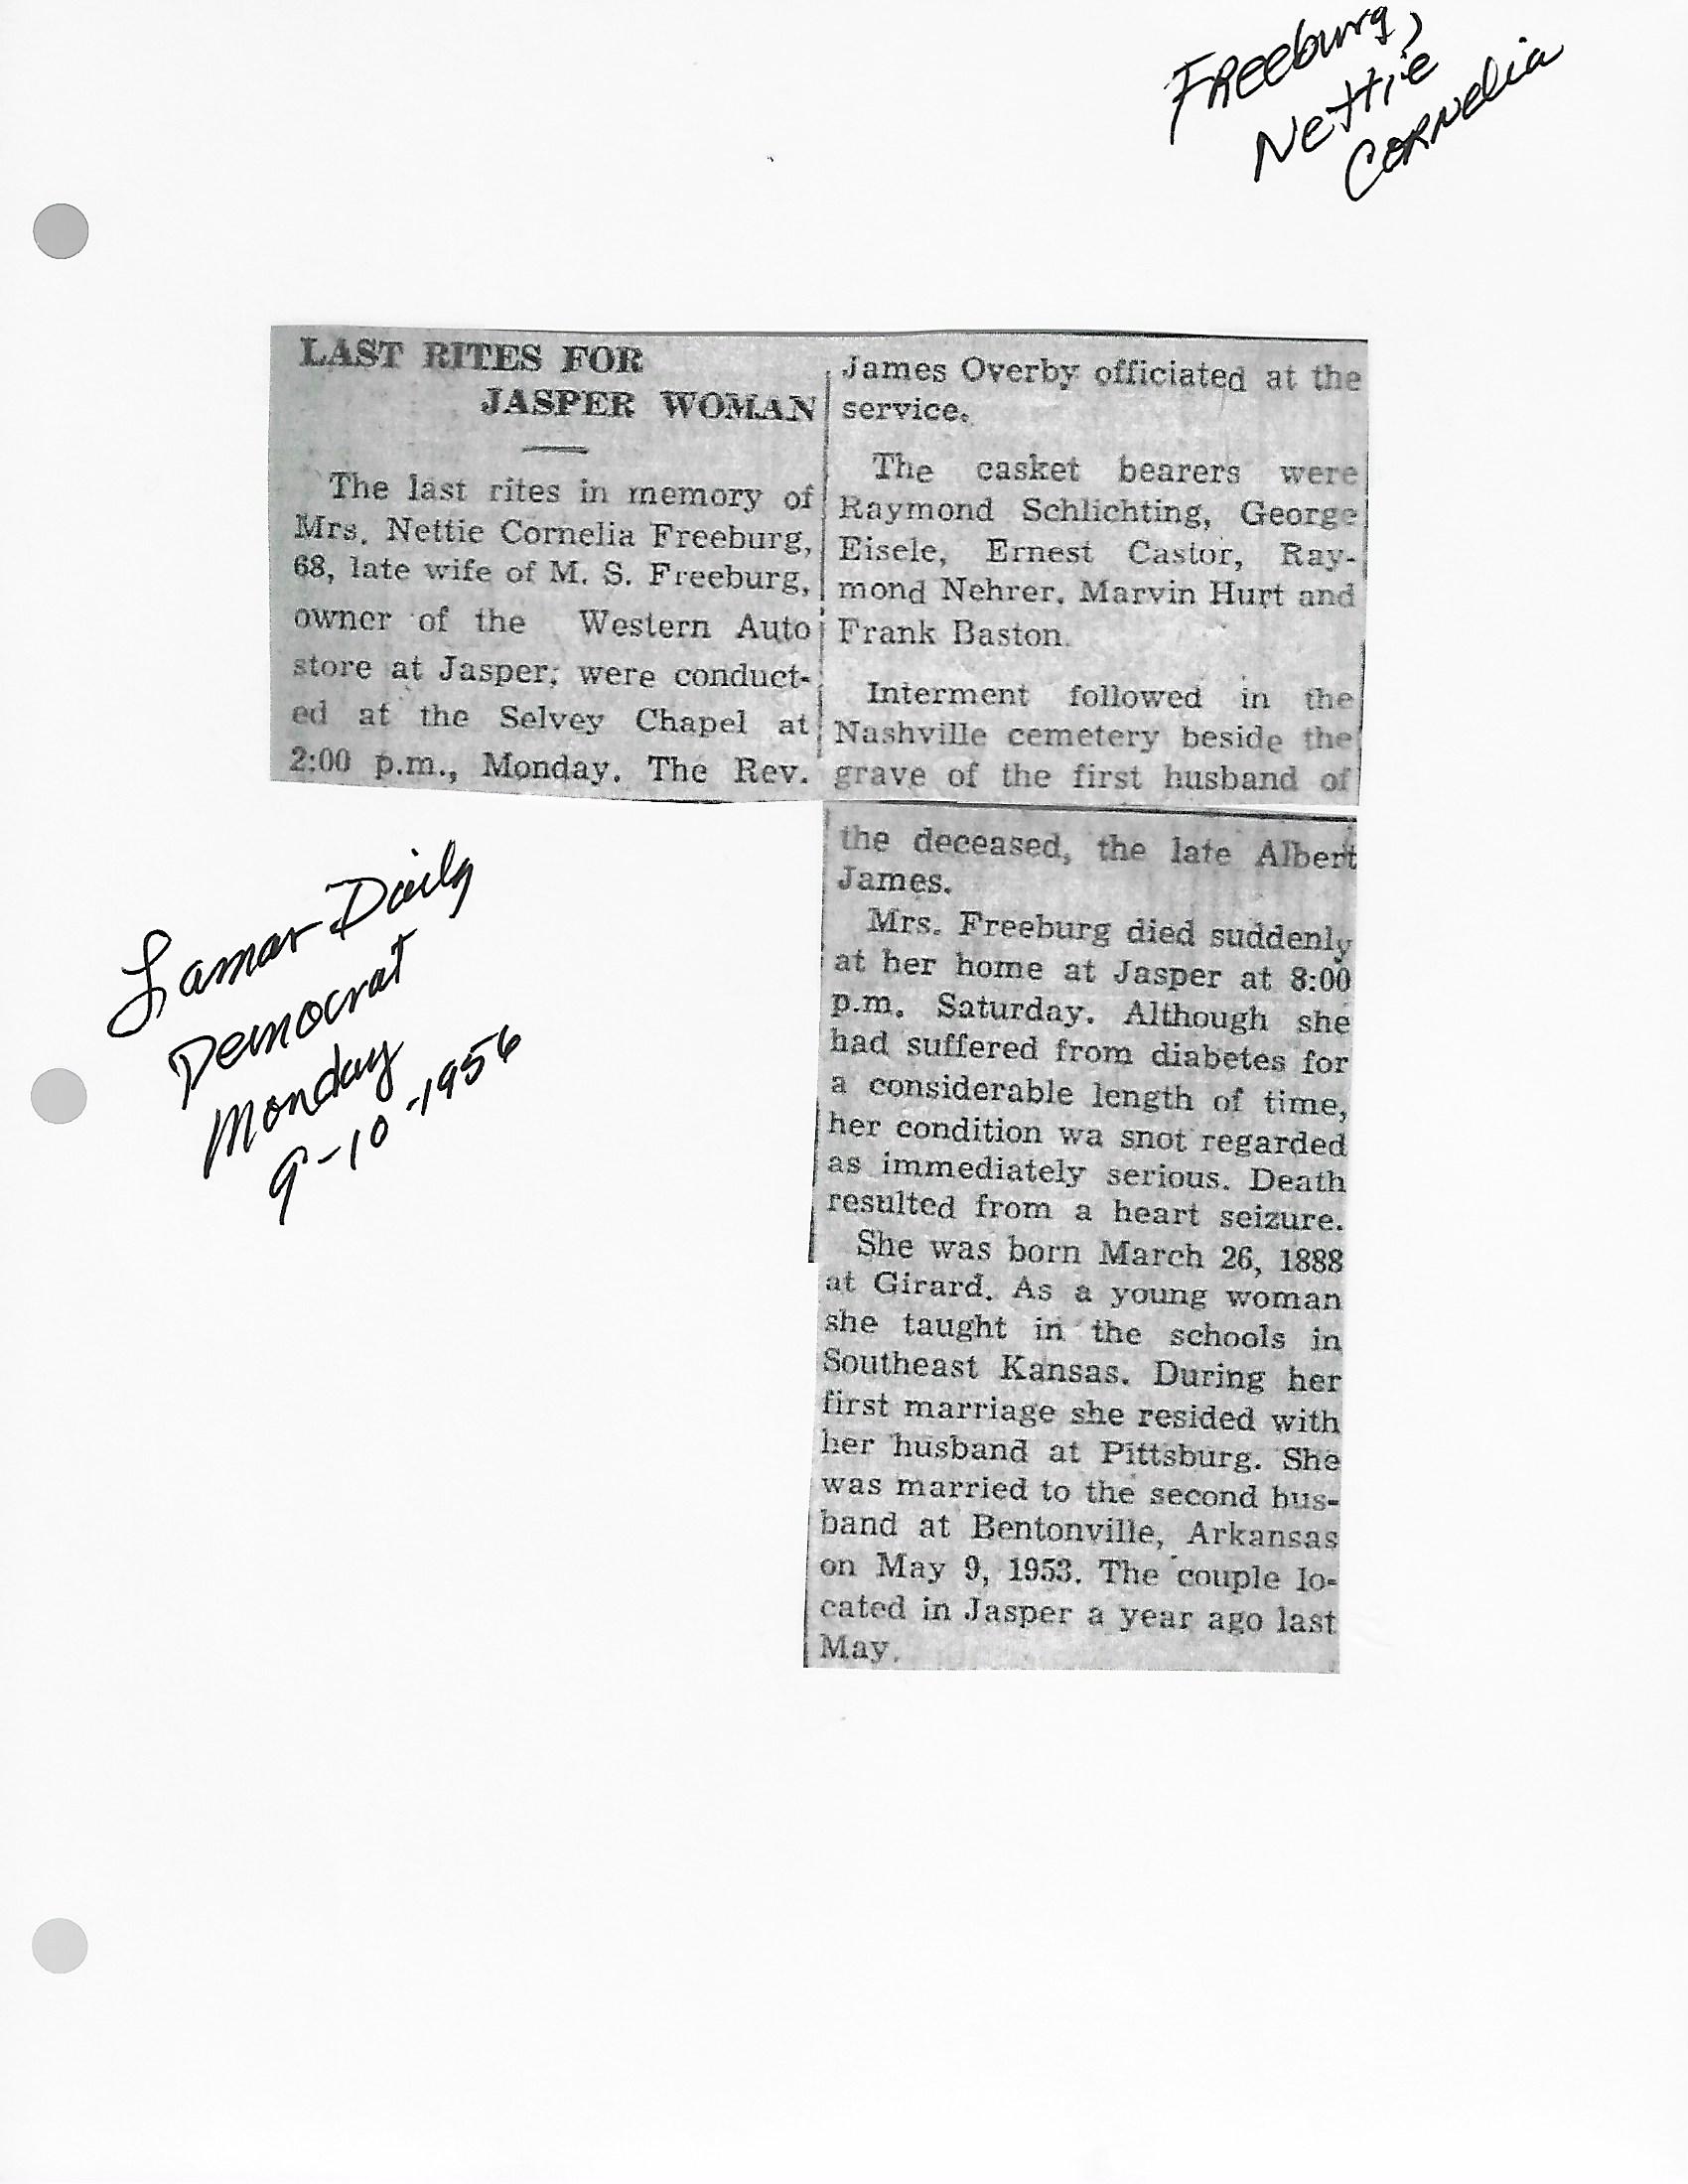 Freeburg,
Nettie
Cornelia
LAST RITES FOR
JASPER WOMAN
The last rites in memory of
Mrs. Nettie Cornelia Freeburg,
68, late wife of M. S. Freeburg,
owner of the Western Auto
store at Jasper; were conduct-
ed at the Selvey Chapel at
2:00 p.m., Monday. The Rev.
James Overby officiated at the
service.
The casket bearers were
Raymond Schlichting, George
Eisele, Ernest Castor, Ray-
mond Nehrer, Marvin Hurt and
Frank Baston.
Interment followed in the
Nashville cemetery beside the
grave of the first husband of
the deceased, the late Albert
James.
Mrs. Freeburg died suddenly
at her home at Jasper at 8:00
p.m. Saturday. Although she
had suffered from diabetes for
a considerable length of time,
her condition wa snot regarded
as immediately serious. Death
resulted from a heart seizure.
She was born March 26, 1888
at Girard. As a young woman
she taught in the schools in
Southeast Kansas. During her
first marriage she resided with
her husband at Pittsburg. She
was married to the second hus-
band at Bentonville, Arkansas
on May 9, 1953. The couple lo-
cated in Jasper a year ago last
May.
Lamar Daily
Democrat
Monday
9-10-1956